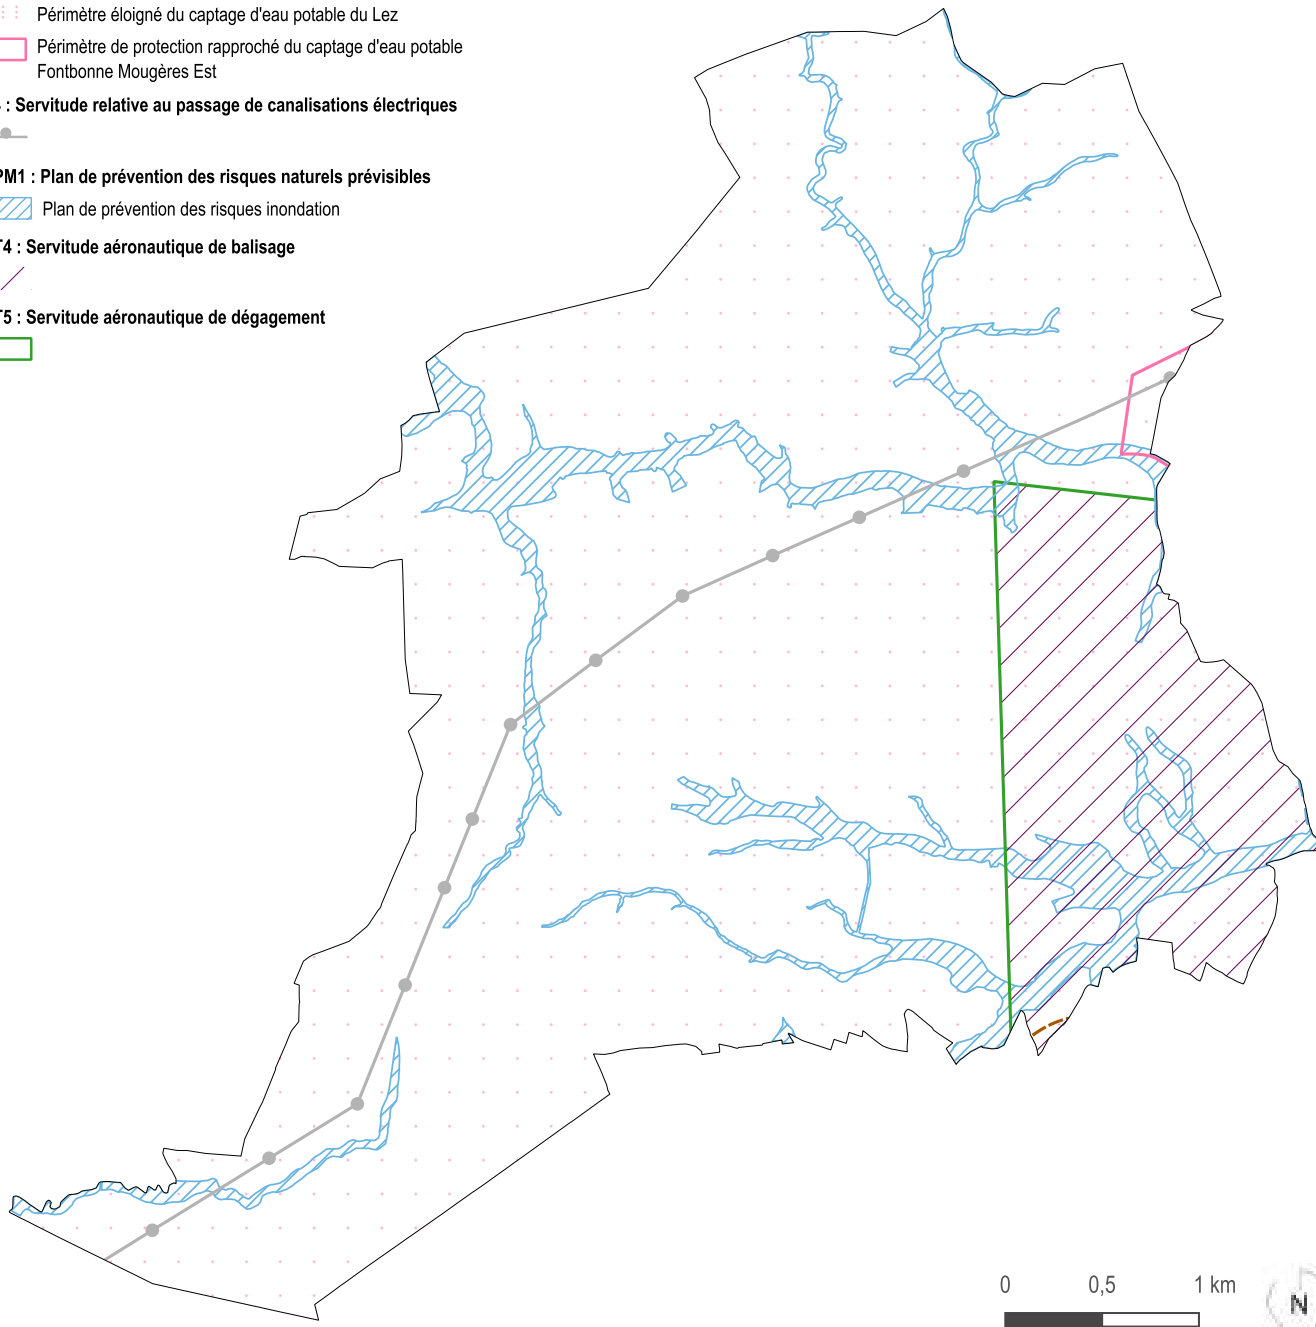 Périmètre éloigné du captage d'eau potable du Lez
Périmètre de protection rapproché du captage d'eau potable
Fontbonne Mougères Est
: Servitude relative au passage de canalisations électriques
PM1 : Plan de prévention des risques naturels prévisibles
Plan de prévention des risques inondation
T4 : Servitude aéronautique de balisage
T5 : Servitude aéronautique de dégagement
0 0,5 1 km
N